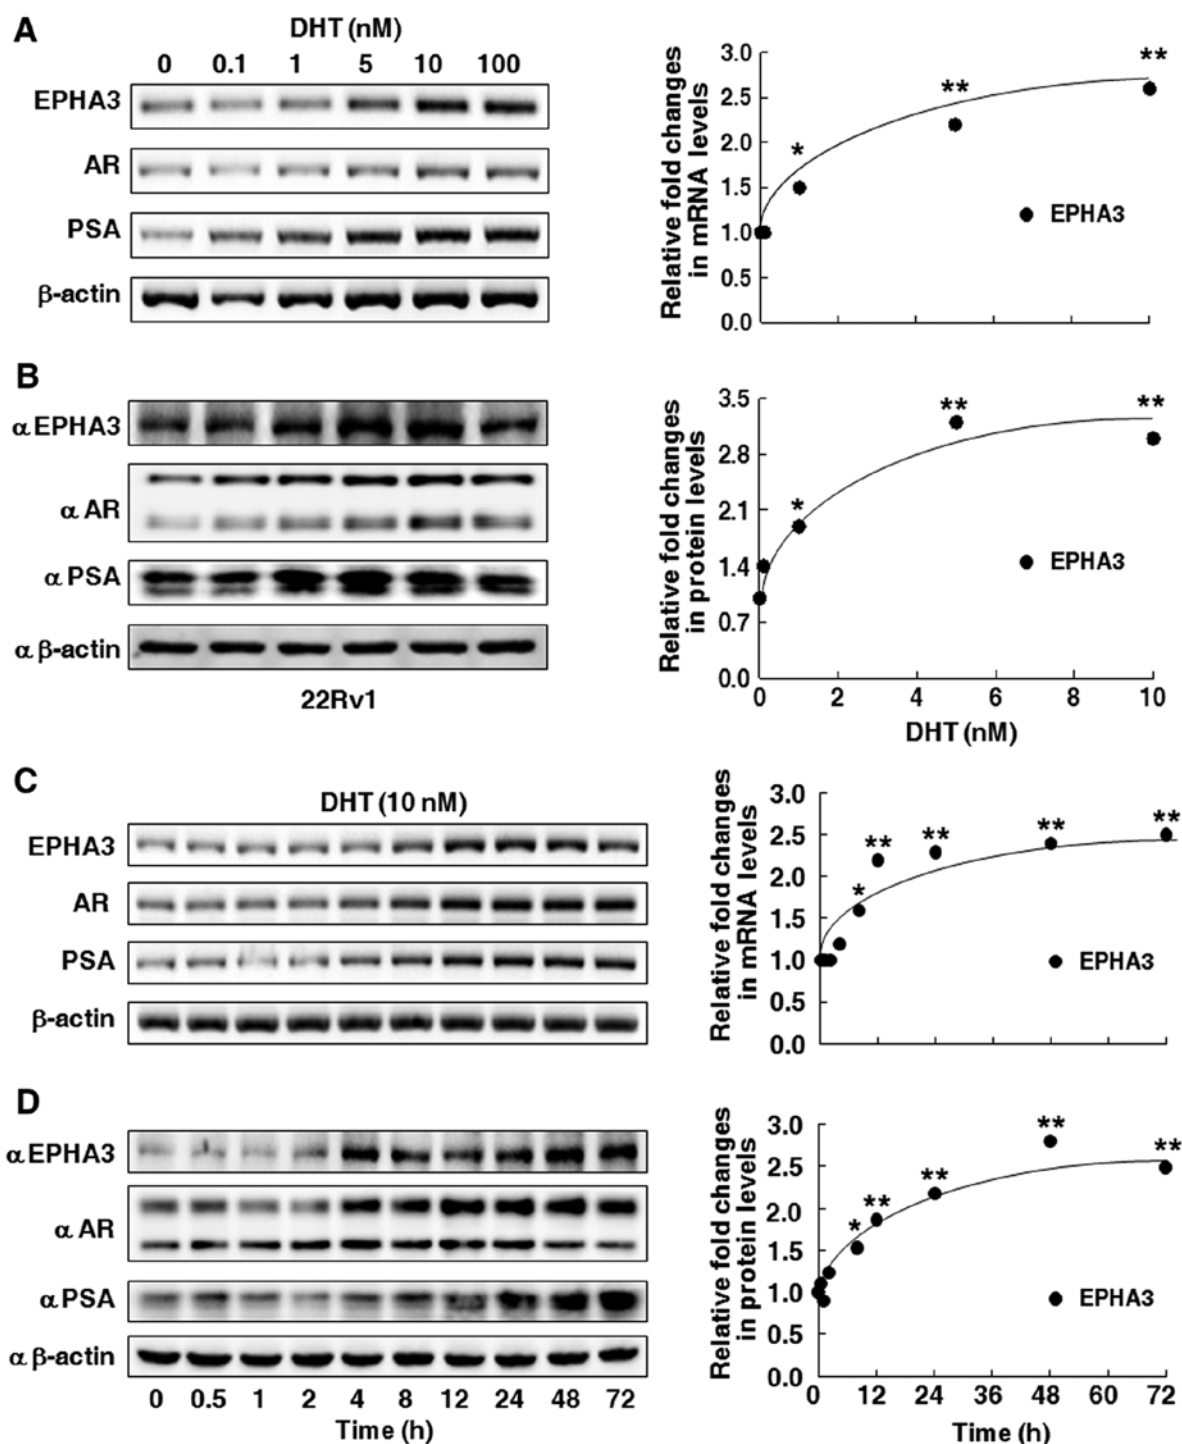 A
DHT (nM)
0 0.1 1 5 10 100
EPHA3
AR
PSA
β-actin
Relative fold changes
in mRNA levels
3.0
2.5
2.0
1.5
1.0
0.5
0.0
*
**
**
EPHA3
B
α EPHA3
α AR
α PSA
α β-actin
22Rv1
Relative fold changes
in protein levels
3.5
2.8
2.1
1.4
0.7
0.0
*
**
**
EPHA3
0 2 4 6 8 10
DHT (nM)
C
DHT (10 nM)
EPHA3
AR
PSA
β-actin
Relative fold changes
in mRNA levels
3.0
2.5
2.0
1.5
1.0
0.5
0.0
*
**
**
**
**
EPHA3
D
α EPHA3
α AR
α PSA
α β-actin
0 0.5 1 2 4 8 12 24 48 72
Time (h)
Relative fold changes
in protein levels
3.0
2.5
2.0
1.5
1.0
0.5
0.0
*
**
**
**
**
EPHA3
0 12 24 36 48 60 72
Time (h)